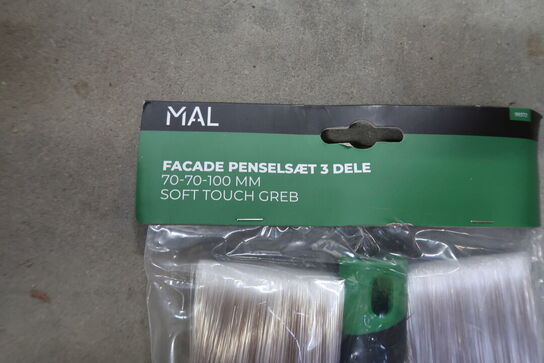 MAL
FACADE PENSELSÆT 3 DELE
70-70-100 MM
SOFT TOUCH GREB